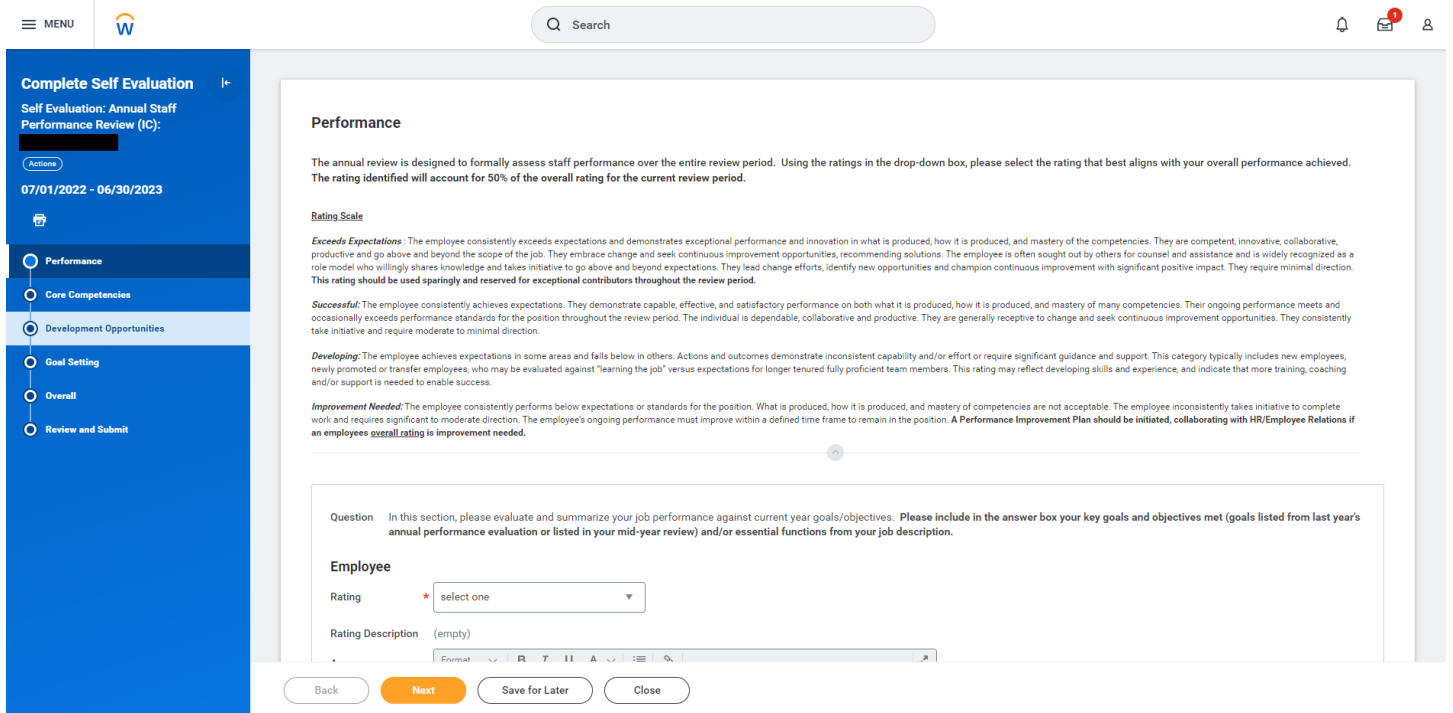 MENU
W
Search
1
Complete Self Evaluation
Self Evaluation: Annual Staff
Performance Review (IC):
Actions
07/01/2022 - 06/30/2023
Performance
Core Competencies
Development Opportunities
Goal Setting
Overall
Review and Submit
Performance
The annual review is designed to formally assess staff performance over the entire review period. Using the ratings in the drop-down box, please select the rating that best aligns with your overall performance achieved.
The rating identified will account for 50% of the overall rating for the current review period.
Rating Scale
Exceeds Expectations : The employee consistently exceeds expectations and demonstrates exceptional performance and innovation in what is produced, how it is produced, and mastery of the competencies. They are competent, innovative, collaborative,
productive and go above and beyond the scope of the job. They embrace change and seek continuous improvement opportunities, recommending solutions. The employee is often sought out by others for counsel and assistance and is widely recognized as a
role model who willingly shares knowledge and takes initiative to go above and beyond expectations. They lead change efforts, identify new opportunities and champion continuous improvement with significant positive impact. They require minimal direction.
This rating should be used sparingly and reserved for exceptional contributors throughout the review period.
Successful: The employee consistently achieves expectations. They demonstrate capable, effective, and satisfactory performance on both what it is produced, how it is produced, and mastery of many competencies. Their ongoing performance meets and
occasionally exceeds performance standards for the position throughout the review period. The individual is dependable, collaborative and productive. They are generally receptive to change and seek continuous improvement opportunities. They consistently
take initiative and require moderate to minimal direction.
Developing: The employee achieves expectations in some areas and falls below in others. Actions and outcomes demonstrate inconsistent capability and/or effort or require significant guidance and support. This category typically includes new employees,
newly promoted or transfer employees, who may be evaluated against "learning the job" versus expectations for longer tenured fully proficient team members. This rating may reflect developing skills and experience, and indicate that more training, coaching
and/or support is needed to enable success.
Improvement Needed: The employee consistently performs below expectations or standards for the position. What is produced, how it is produced, and mastery of competencies are not acceptable. The employee inconsistently takes initiative to complete
work and requires significant to moderate direction. The employee's ongoing performance must improve within a defined time frame to remain in the position. A Performance Improvement Plan should be initiated, collaborating with HR/Employee Relations if
an employees overall rating is improvement needed.
Question In this section, please evaluate and summarize your job performance against current year goals/objectives. Please include in the answer box your key goals and objectives met (goals listed from last year's
annual performance evaluation or listed in your mid-year review) and/or essential functions from your job description.
Employee
Rating * select one
Rating Description (empty)
Format B I U A
Back Next Save for Later Close